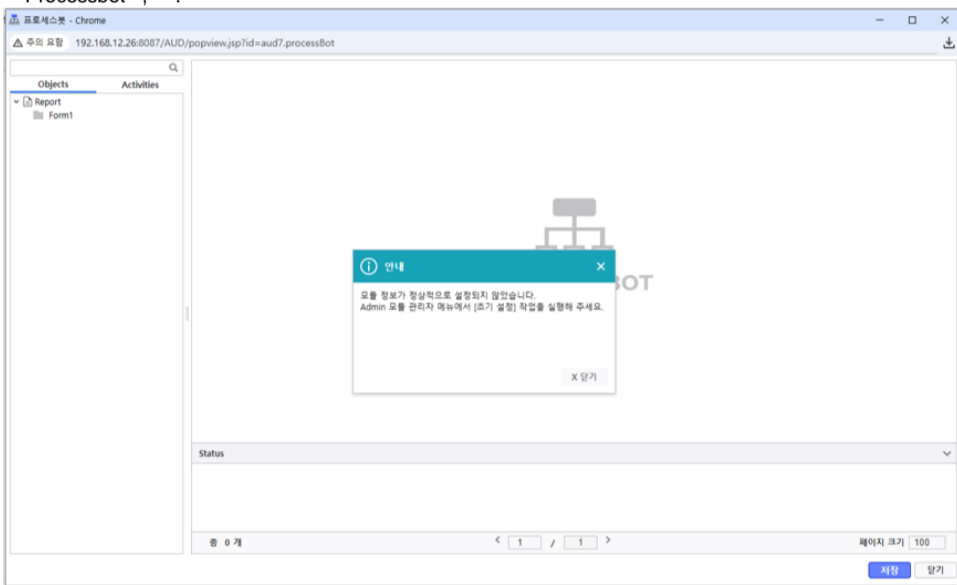 프로세스봇 - Chrome
주의 요함 192.168.12.26:8087/AUD/popview.jsp?id=aud7.processBot
Objects Activities
Report
Form1
BOT
안내
모듈 정보가 정상적으로 설정되지 않았습니다.
Admin 모듈 관리자 메뉴에서 [초기 설정] 작업을 실행해 주세요.
X 닫기
Status
총 0 개
1 / 1
페이지 크기 100
저장 닫기